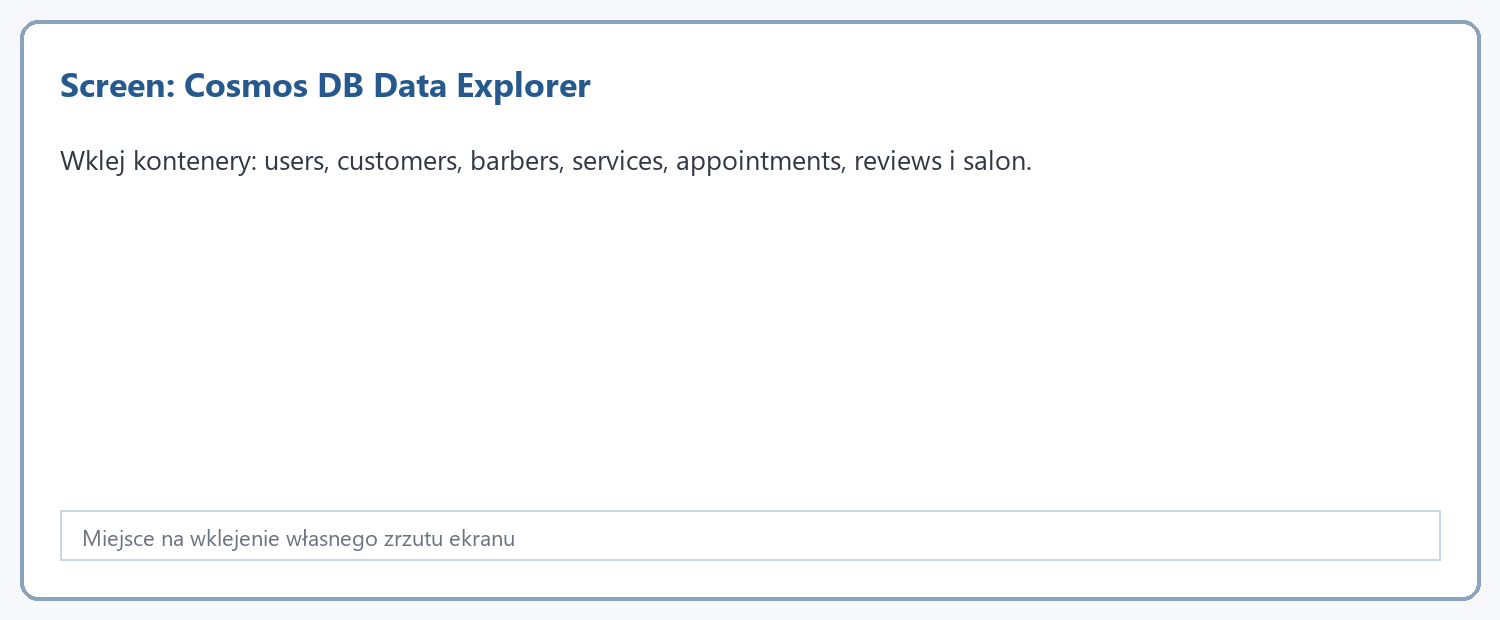 Screen: Cosmos DB Data Explorer
Wklej kontenery: users, customers, barbers, services, appointments, reviews i salon.
Miejsce na wklejenie własnego zrzutu ekranu